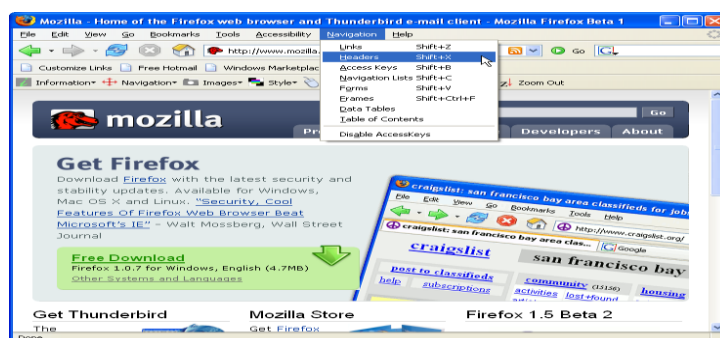 Mozilla - Home of the Firefox web browser and Thunderbird e-mail client - Mozilla Firefox Beta 1
File Edit View Go Bookmarks Tools Accessibility Navigation Help
http://www.mozilla. Go
Links Shift+Z
Headers Shift+X
Access Keys Shift+B
Navigation Lists Shift+C
Forms Shift+V
Frames Shift+Ctrl+F
Data Tables
Table of Contents
Disable AccessKeys
Customize Links Free Hotmail Windows Marketplac
Information Navigation Images Style Zoom Out
mozilla
Go
Pr Developers About
Get Firefox
Download Firefox with the latest security and
stability updates. Available for Windows,
Mac OS X and Linux. "Security, Cool
Features Of Firefox Web Browser Beat
Microsoft's IE" - Walt Mossberg, Wall Street
Journal
Free Download
Firefox 1.0.7 for Windows, English (4.7MB)
Other Systems and Languages
craigslist: san francisco bay area classifieds for job
File Edit View Go Bookmarks Tools Help
http://www.craigslist.org/
craigslist: san francisco bay area clas... Google
craigslist
san francisco bay
post to classifieds
help subscriptions
community (13156) housing
activities lost+found
Get Thunderbird Mozilla Store Firefox 1.5 Beta 2
The Get Firefox
Done